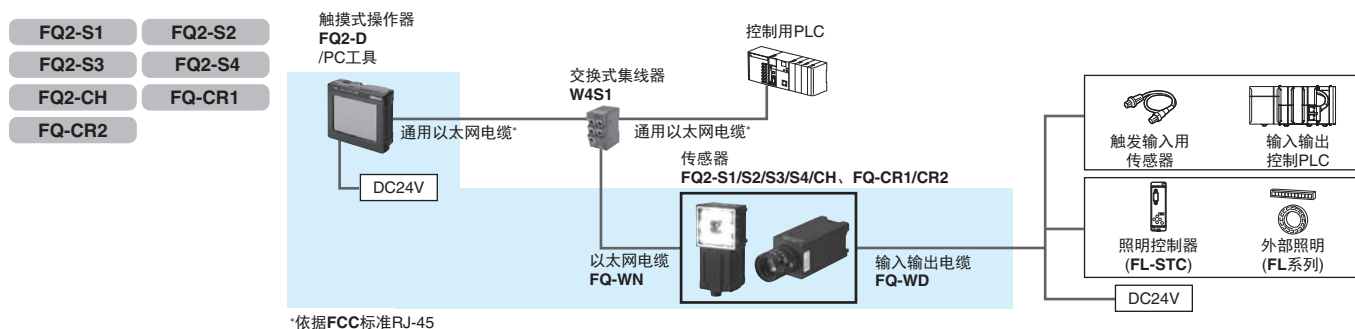 FQ2-S1
FQ2-S2
FQ2-S3
FQ2-S4
FQ2-CH
FQ-CR1
FQ-CR2
触摸式操作器
FQ2-D
/PC工具
DC24V
通用以太网电缆*
交换式集线器
W4S1
通用以太网电缆*
控制用PLC
传感器
FQ2-S1/S2/S3/S4/CH、FQ-CR1/CR2
以太网电缆
FQ-WN
输入输出电缆
FQ-WD
触发输入用
传感器
输入输出
控制PLC
照明控制器
(FL-STC)
外部照明
(FL系列)
DC24V
*依据FCC标准RJ-45